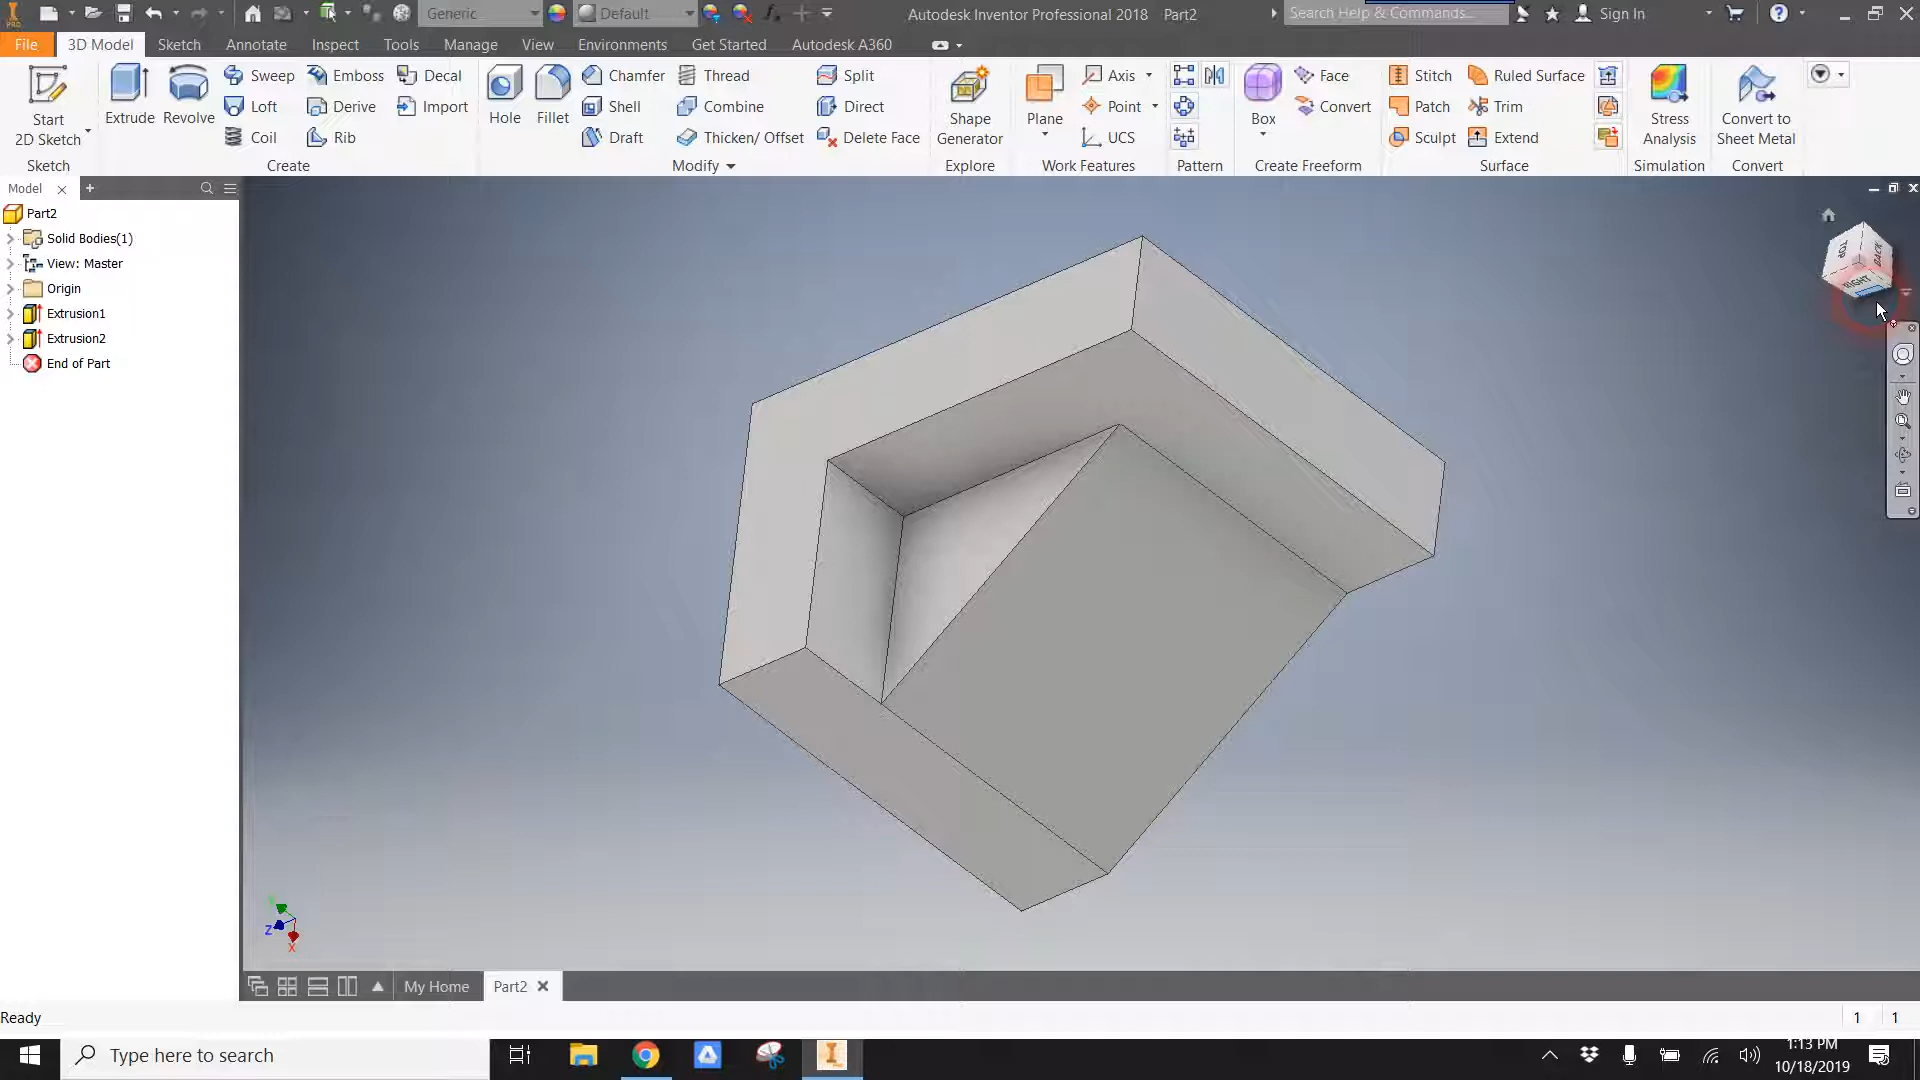 PRO
Generic
Default
Autodesk Inventor Professional 2018 Part2
Search Help & Commands...
Sign In
File
3D Model
Sketch
Annotate
Inspect
Tools
Manage
View
Environments
Get Started
Autodesk A360
Start
2D Sketch
Sketch
Extrude
Revolve
Sweep
Loft
Coil
Emboss
Derive
Rib
Decal
Import
Create
Hole
Fillet
Chamfer
Shell
Draft
Thread
Combine
Thicken/ Offset
Split
Direct
Delete Face
Modify
Shape
Generator
Explore
Plane
Axis
Point
UCS
Work Features
Pattern
Box
Face
Convert
Create Freeform
Stitch
Patch
Sculpt
Ruled Surface
Trim
Extend
Surface
Stress
Analysis
Simulation
Convert to
Sheet Metal
Convert
Model
Part2
Solid Bodies(1)
View: Master
Origin
Extrusion1
Extrusion2
End of Part
TOP
BACK
RIGHT
Z
X
My Home
Part2
Ready
1
1
Type here to search
1:13 PM
10/18/2019